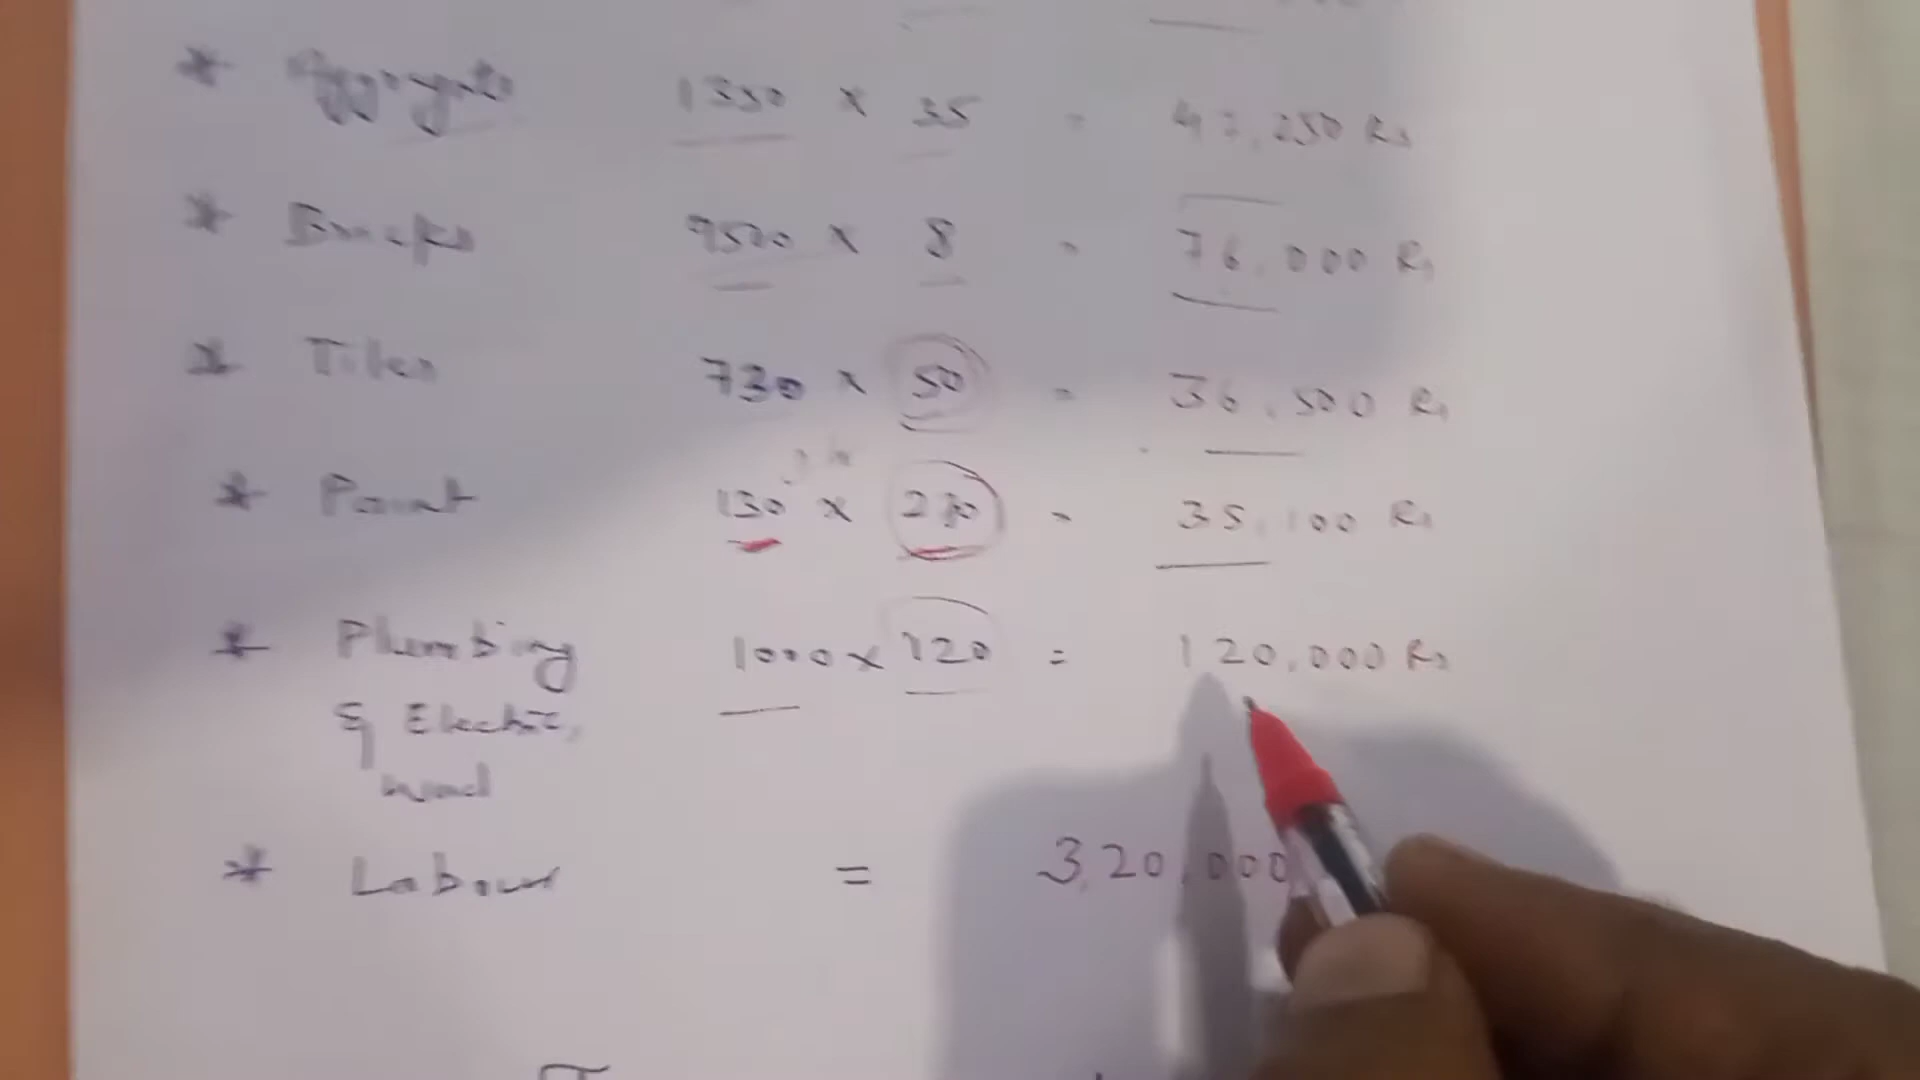 * Aggregate 1350 x 35 = 47,250 Rs
* Bricks 9500 x 8 = 76,000 Rs
* Tiles 730 x 50 = 36,500 Rs
* Paint 130 x 270 = 35,100 Rs
* Plumbing 1000 x 120 = 120,000 Rs
& Electric,
wood
* Labour = 3,20,000